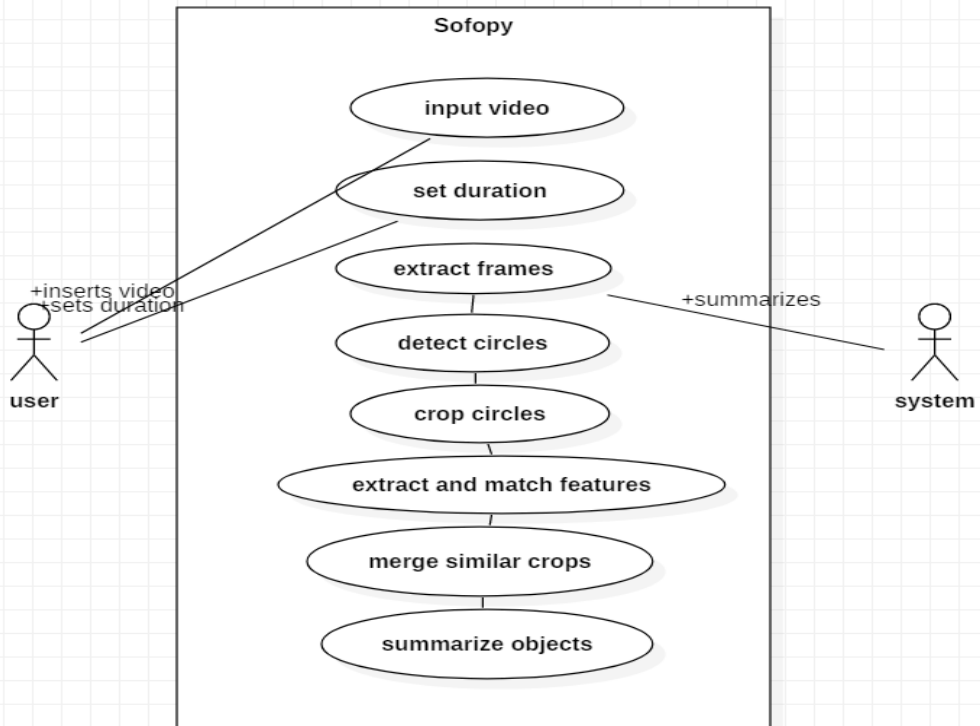 Sofopy
input video
set duration
extract frames
+inserts video
+sets duration
+summarizes
detect circles
user
system
crop circles
extract and match features
merge similar crops
summarize objects